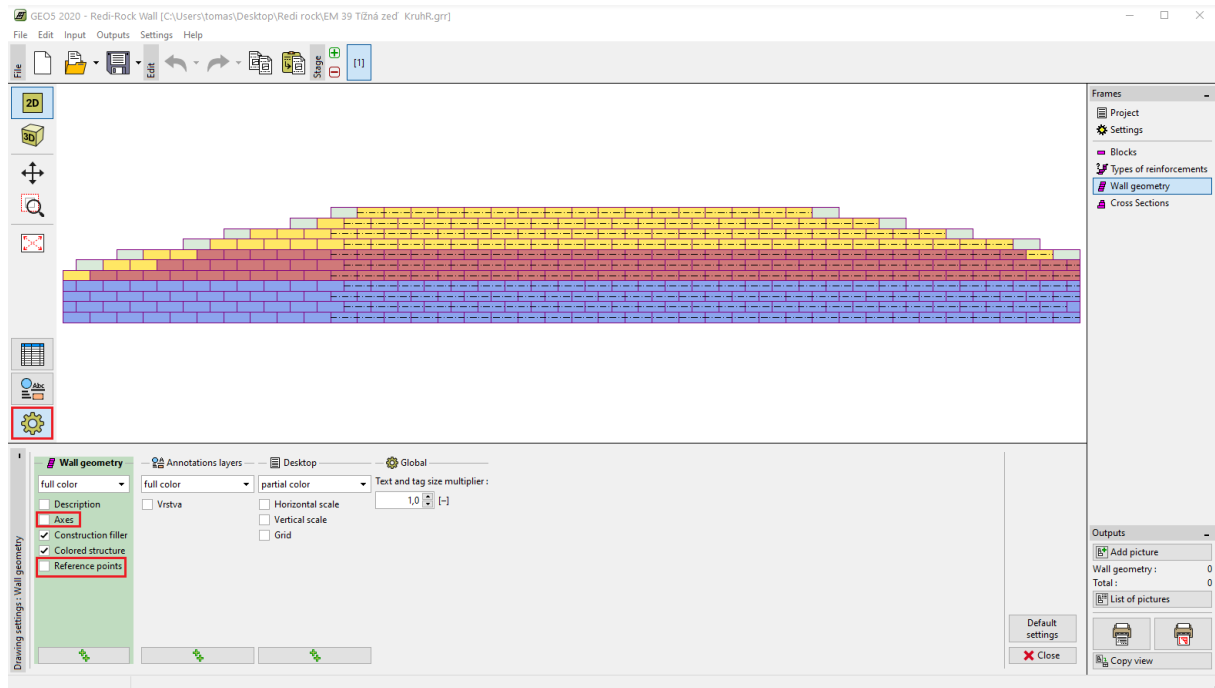 GEO5 2020 - Redi-Rock Wall [C:\Users\tomas\Desktop\Redi rock\EM 39 Tížná zeď KruhR.grr]
File Edit Input Outputs Settings Help
File
Edit
Stage
[1]
2D
3D
Abc
Frames
Project
Settings
Blocks
Types of reinforcements
Wall geometry
Cross Sections
Drawing settings : Wall geometry
Wall geometry
full color
Description
Axes
Construction filler
Colored structure
Reference points
Annotations layers
full color
Vrstva
Desktop
partial color
Horizontal scale
Vertical scale
Grid
Global
Text and tag size multiplier :
1,0 [–]
Default
settings
Close
Outputs
Add picture
Wall geometry : 0
Total : 0
List of pictures
Copy view